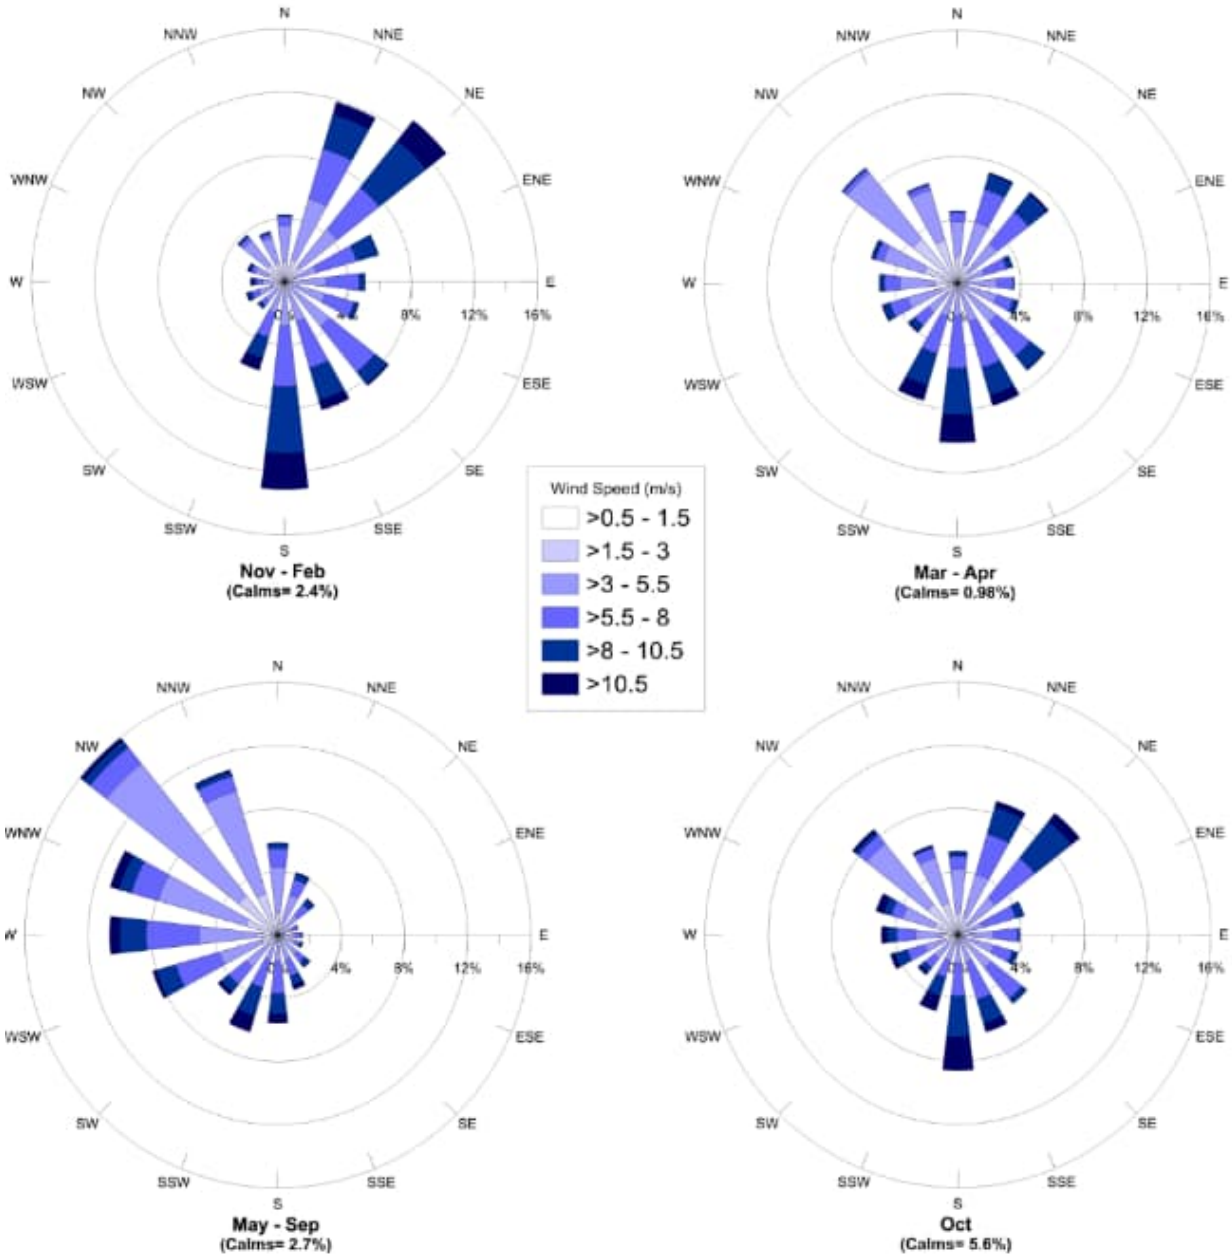 N
NNW NNE
NW NE
WNW ENE
W E
0% 4% 8% 12% 16%
WSW ESE
SW SE
SSW SSE
S
Nov - Feb
(Calms= 2.4%)
N
NNW NNE
NW NE
WNW ENE
W E
0% 4% 8% 12% 16%
WSW ESE
SW SE
SSW SSE
S
Mar - Apr
(Calms= 0.98%)
Wind Speed (m/s)
>0.5 - 1.5
>1.5 - 3
>3 - 5.5
>5.5 - 8
>8 - 10.5
>10.5
N
NNW NNE
NW NE
WNW ENE
W E
0% 4% 8% 12% 16%
WSW ESE
SW SE
SSW SSE
S
May - Sep
(Calms= 2.7%)
N
NNW NNE
NW NE
WNW ENE
W E
0% 4% 8% 12% 16%
WSW ESE
SW SE
SSW SSE
S
Oct
(Calms= 5.6%)